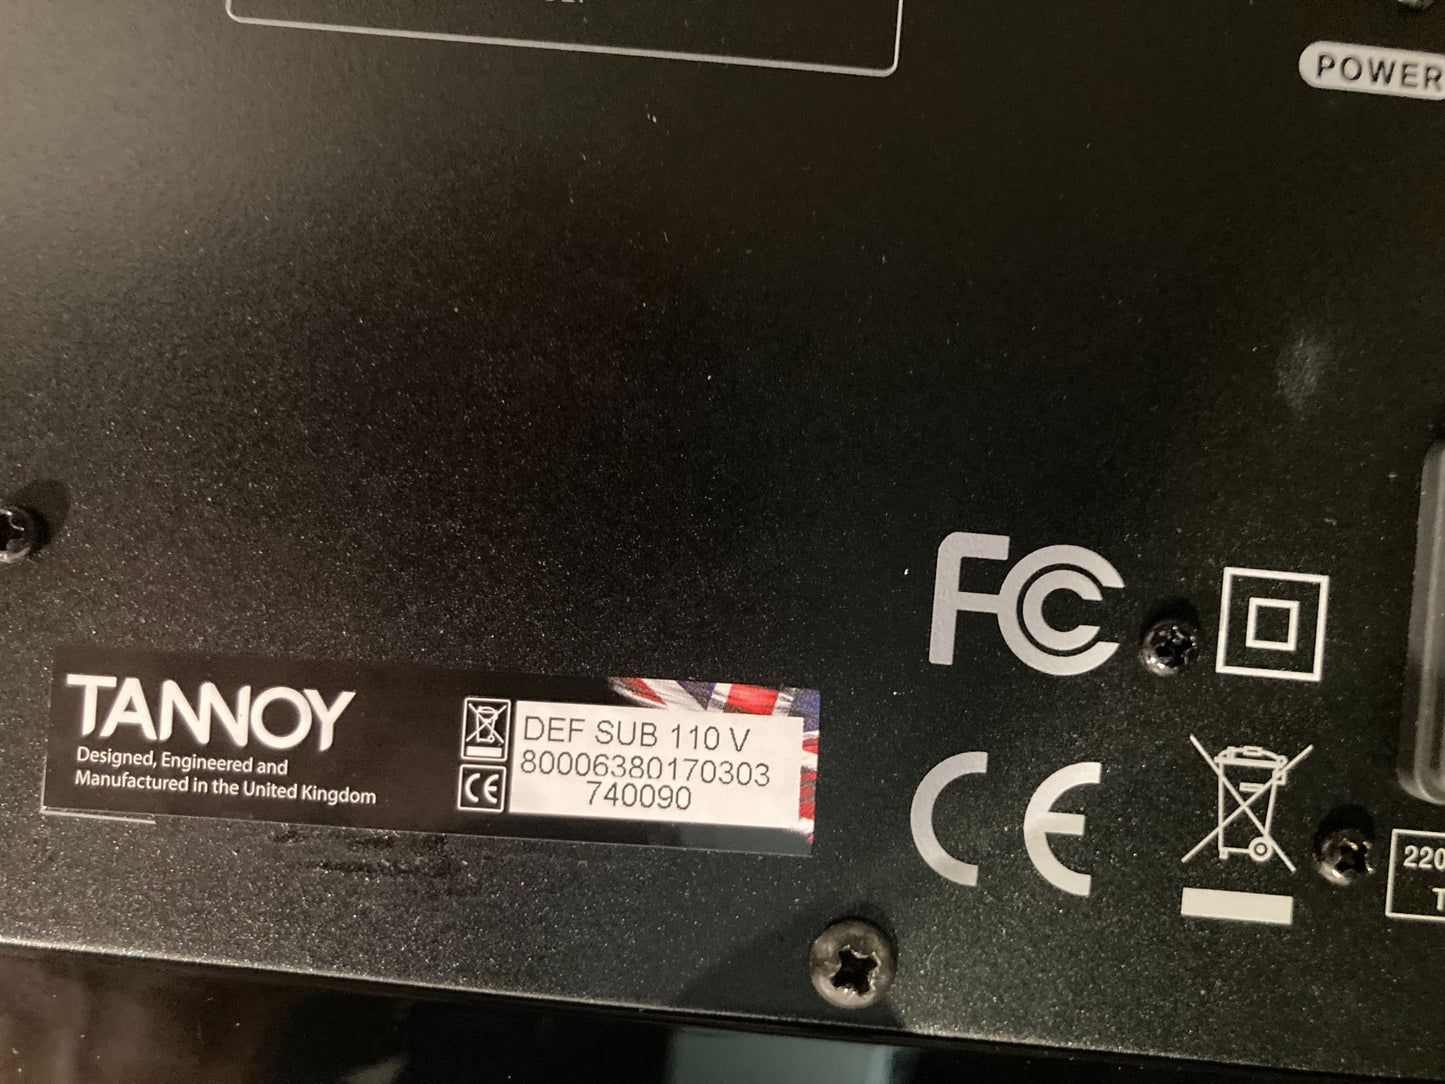 POWER
TANNOY
Designed, Engineered and
Manufactured in the United Kingdom
CE
DEF SUB 110 V
80006380170303
740090
FC
CE
220
T